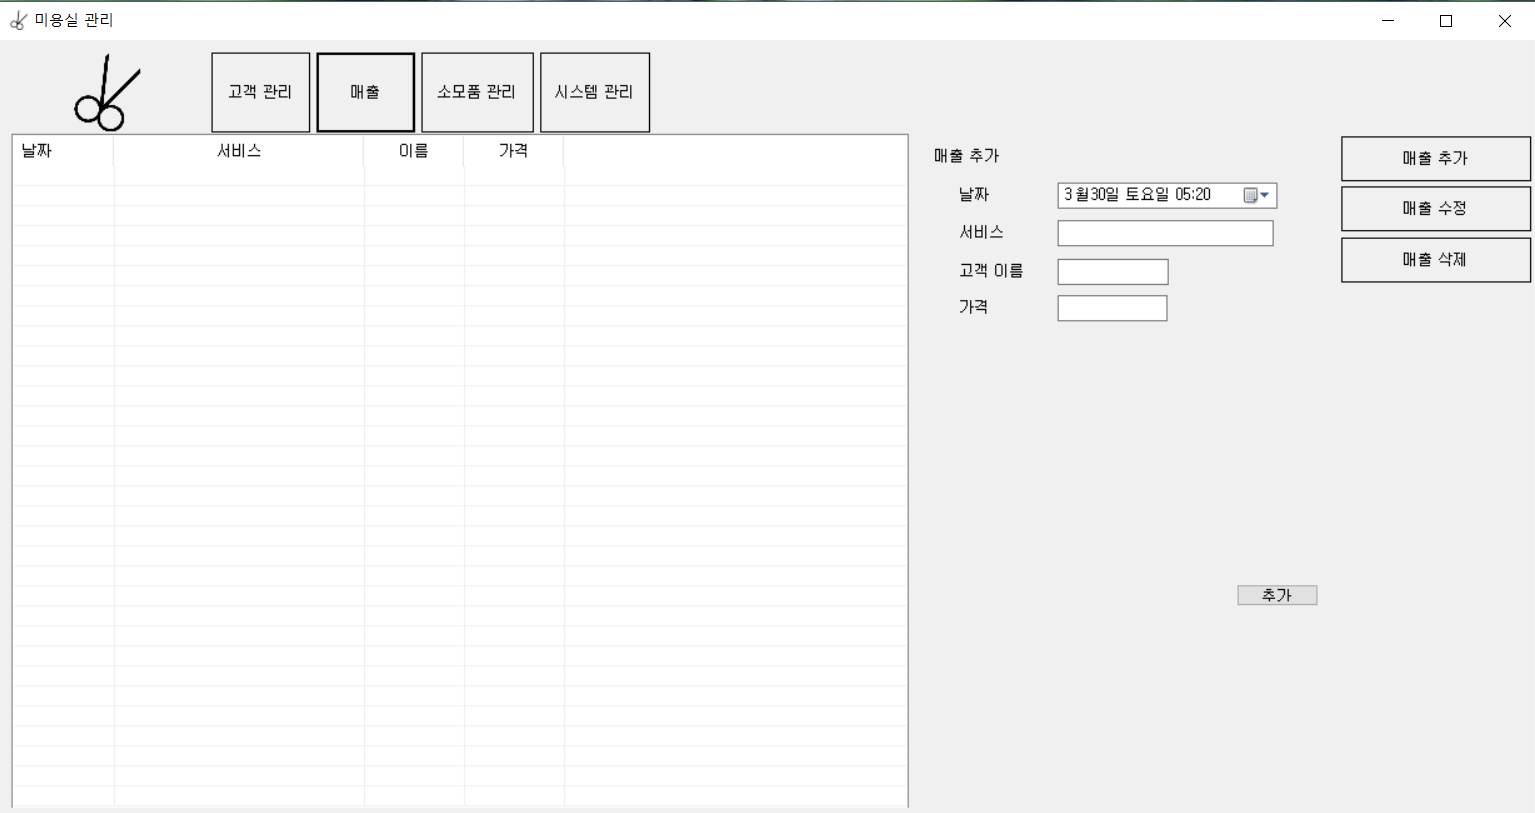 미용실 관리
고객 관리 매출 소모품 관리 시스템 관리
날짜 서비스 이름 가격
매출 추가
날짜 3월30일 토요일 05:20
서비스
고객 이름
가격
추가
매출 추가
매출 수정
매출 삭제